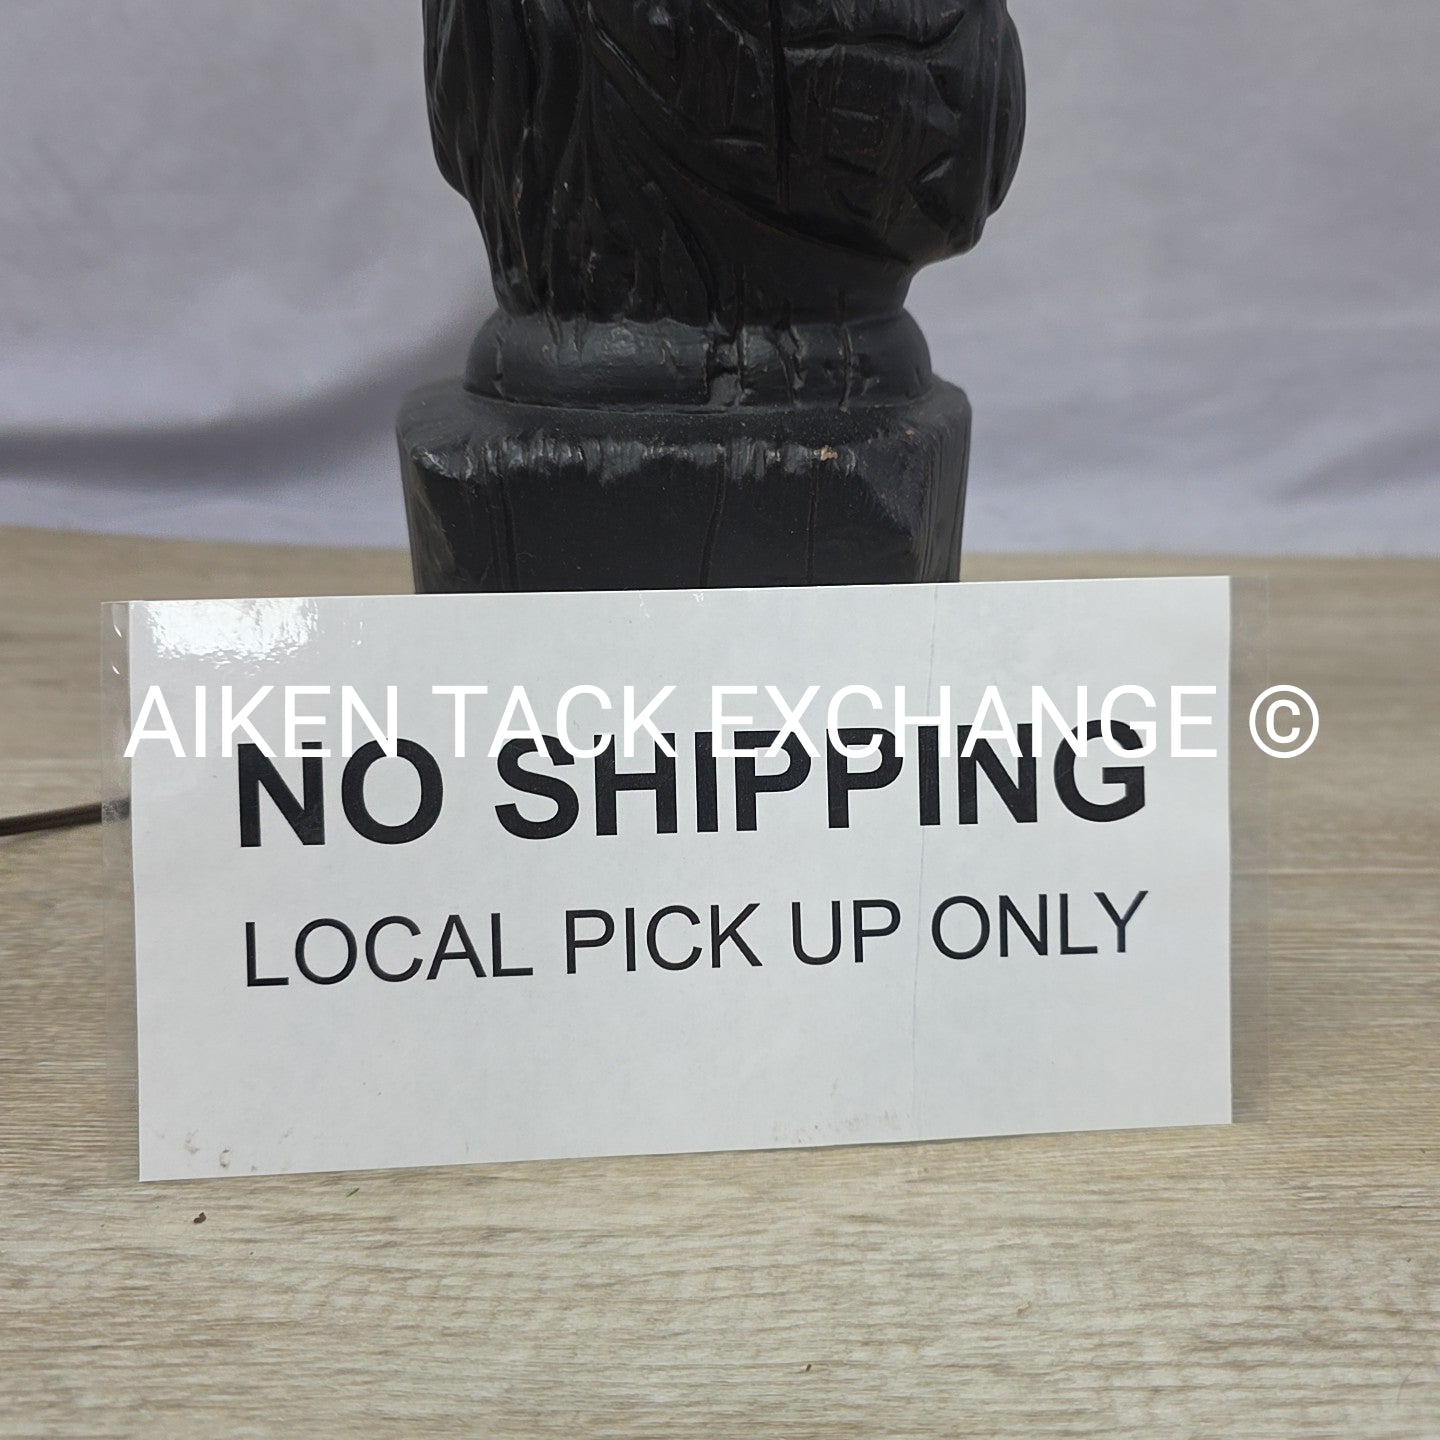 AIKEN TACK EXCHANGE ©
NO SHIPPING
LOCAL PICK UP ONLY